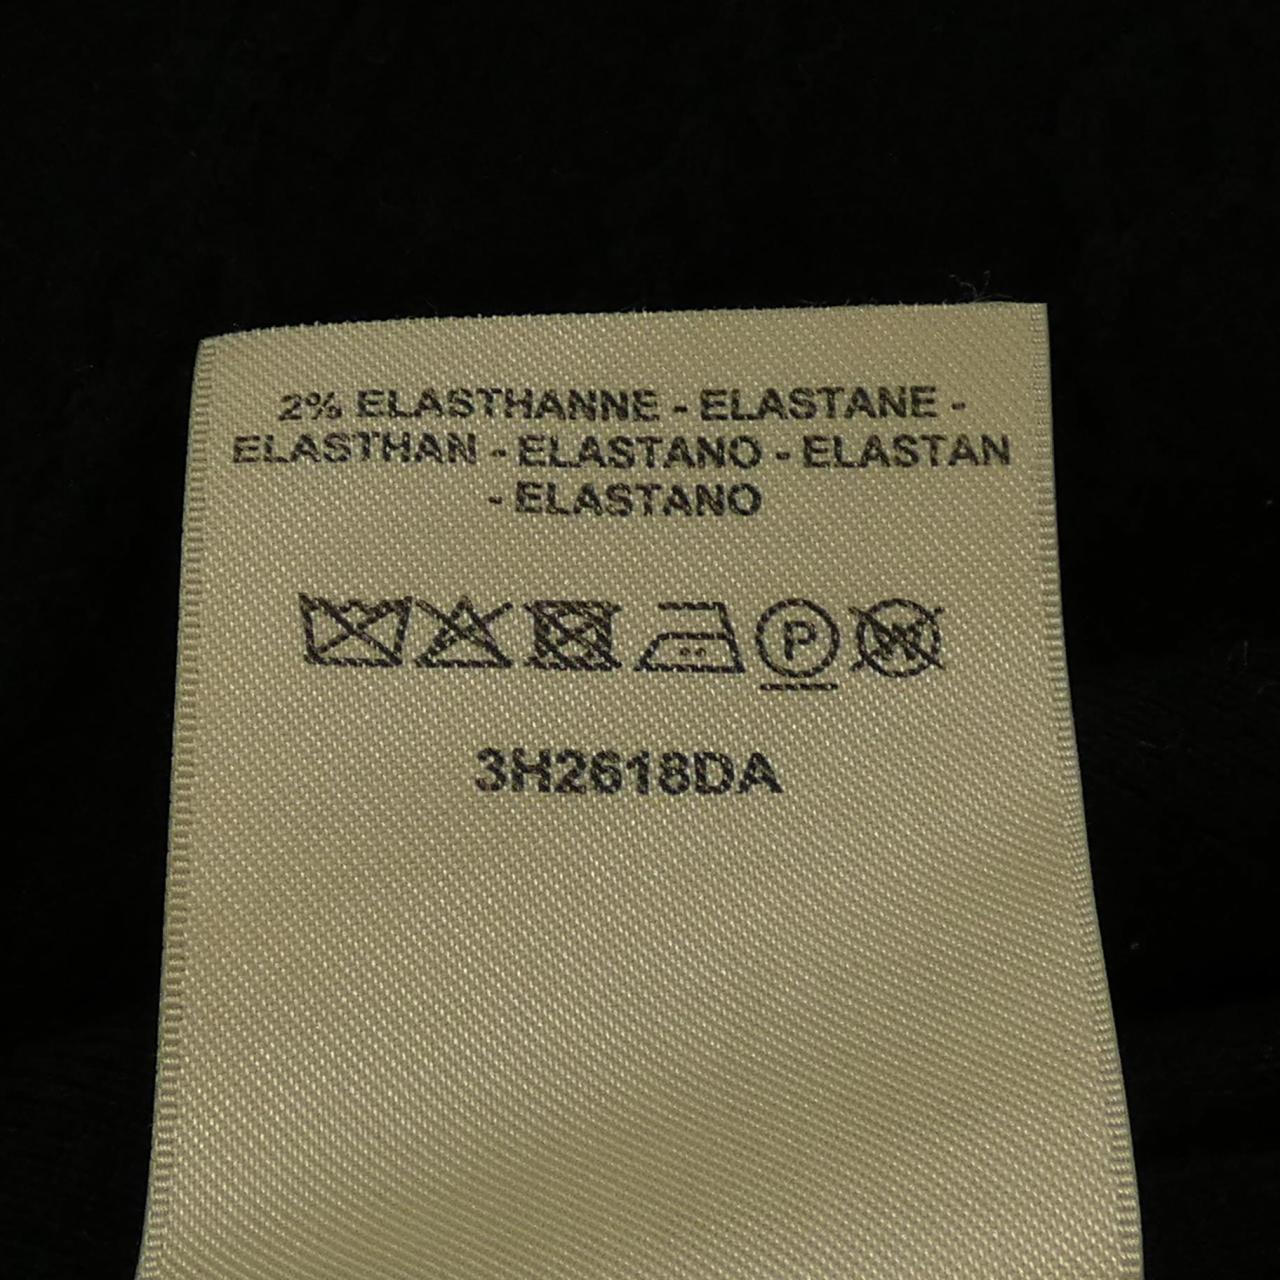 2% ELASTHANNE - ELASTANE -
ELASTHAN - ELASTANO - ELASTAN
- ELASTANO
P W
3H2618DA